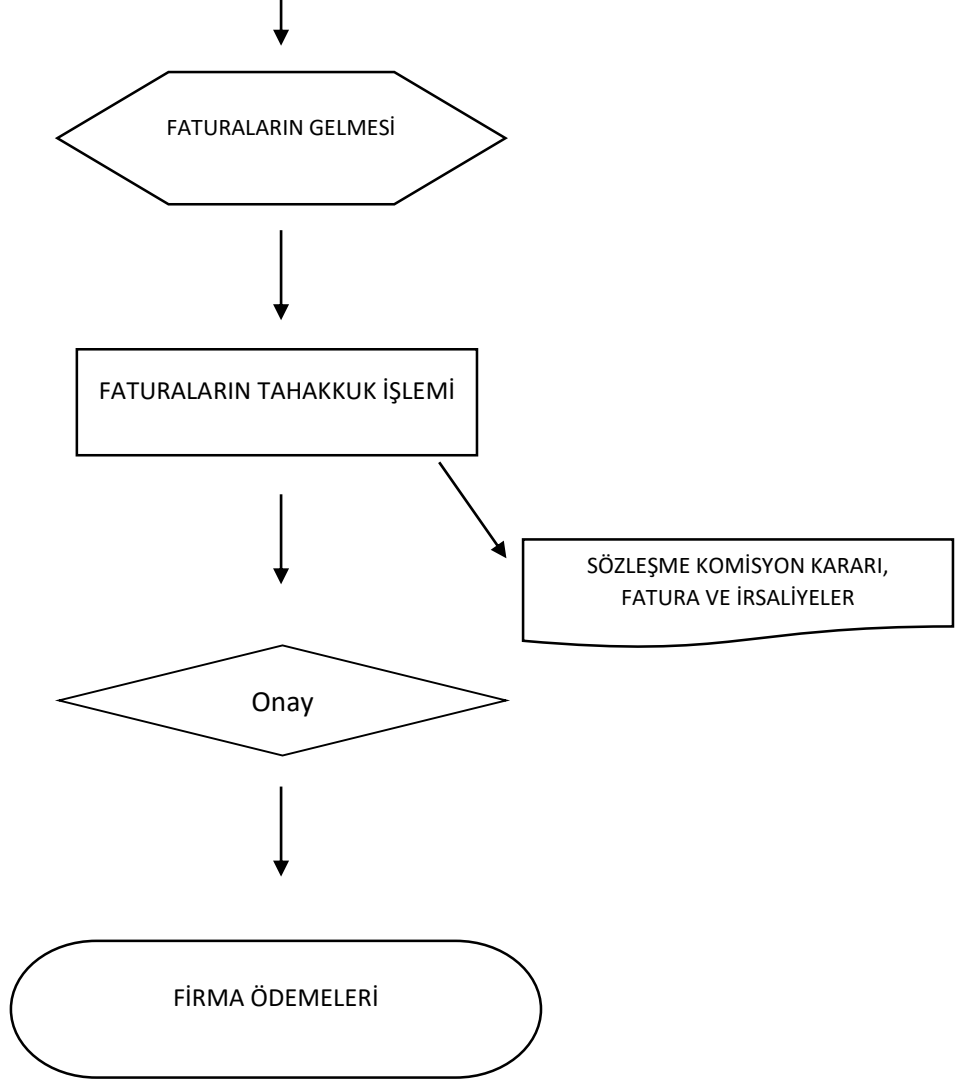 FATURALARIN GELMESİ
FATURALARIN TAHAKKUK İŞLEMİ
SÖZLEŞME KOMİSYON KARARI,
FATURA VE İRSALİYELER
Onay
FİRMA ÖDEMELERİ